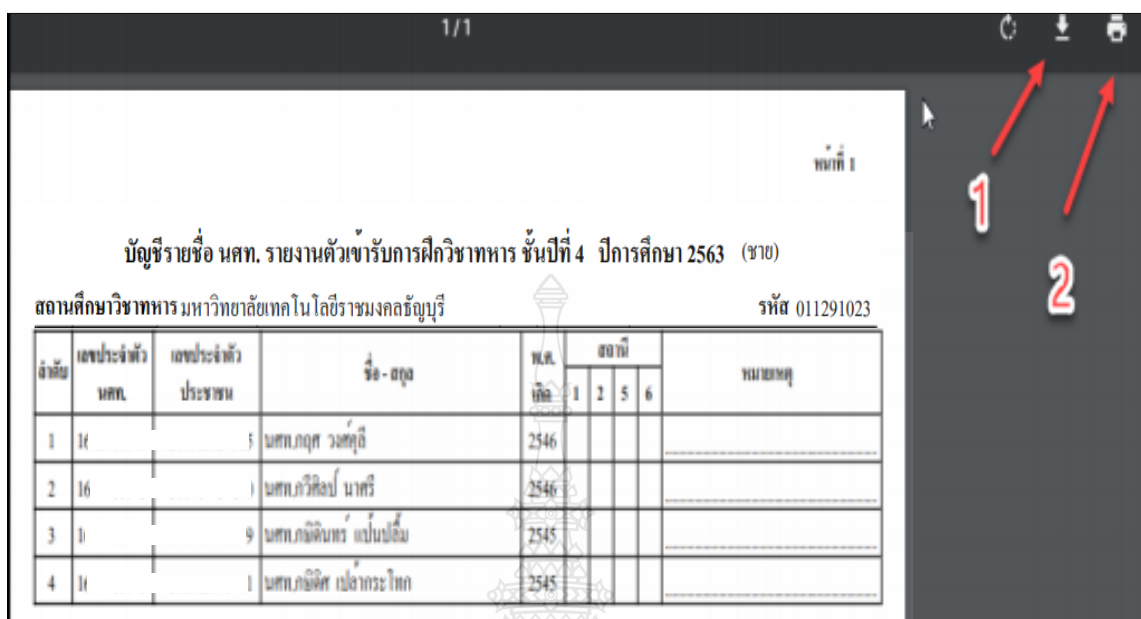 1/1
1
2
หน้าที่ 1
บัญชีรายชื่อ นศท. รายงานตัวเข้ารับการฝึกวิชาทหาร ชั้นปีที่ 4 ปีการศึกษา 2563 (ชาย)
สถานศึกษาวิชาทหาร มหาวิทยาลัยเทคโนโลยีราชมงคลธัญบุรี รหัส 011291023
ลำดับ เลขประจำตัว นศท. เลขประจำตัว ประชาชน ชื่อ - สกุล พ.ศ. เกิด สถานี หมายเหตุ
1 2 5 6
1 16 5 นศท.กฤศ วงศ์คุลี 2546
2 16 นศท.กวีศิลป์ นาศรี 2546
3 1 9 นศท.กษิดินทร์ แป้นปลื้ม 2545
4 16 1 นศท.กษิดิศ เปล้ากระโทก 2545